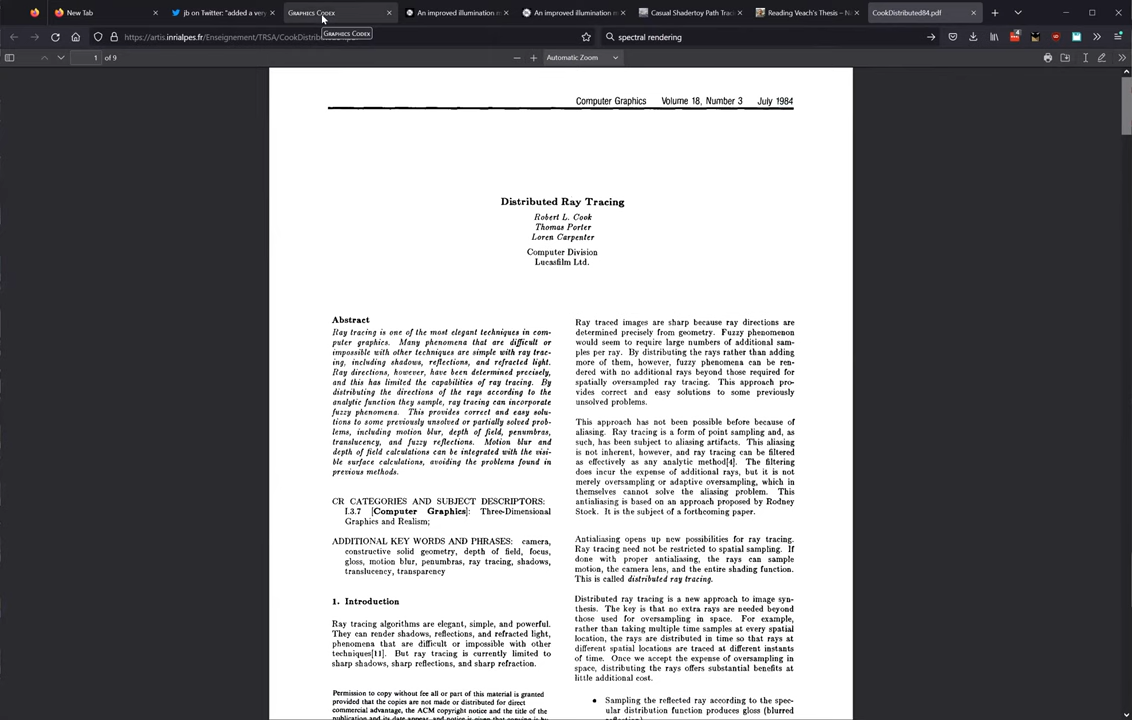 New Tab
jb on Twitter: "added a ver
GRAPHICS CODEX
An improved illumination m
An improved illumination m
Casual Shadertoy Path Trac
Reading Veach's Thesis – N
CookDistributed84.pdf
https://artis.inrialpes.fr/Enseignement/TRSA/CookDistrib
GRAPHICS CODEX
spectral rendering
1 of 9
Automatic Zoom
Computer Graphics Volume 18, Number 3 July 1984
Distributed Ray Tracing
Robert L. Cook
Thomas Porter
Loren Carpenter
Computer Division
Lucasfilm Ltd.
Abstract
Ray tracing is one of the most elegant techniques in com-
puter graphics. Many phenomena that are difficult or
impossible with other techniques are simple with ray trac-
ing, including shadows, reflections, and refracted light.
Ray directions, however, have been determined precisely,
and this has limited the capabilities of ray tracing. By
distributing the directions of the rays according to the
analytic function they sample, ray tracing can incorporate
fuzzy phenomena. This provides correct and easy solu-
tions to some previously unsolved or partially solved prob-
lems, including motion blur, depth of field, penumbras,
translucency, and fuzzy reflections. Motion blur and
depth of field calculations can be integrated with the visi-
ble surface calculations, avoiding the problems found in
previous methods.
CR CATEGORIES AND SUBJECT DESCRIPTORS:
I.3.7 [Computer Graphics]: Three-Dimensional
Graphics and Realism;
ADDITIONAL KEY WORDS AND PHRASES: camera,
constructive solid geometry, depth of field, focus,
gloss, motion blur, penumbras, ray tracing, shadows,
translucency, transparency
1. Introduction
Ray tracing algorithms are elegant, simple, and powerful.
They can render shadows, reflections, and refracted light,
phenomena that are difficult or impossible with other
techniques[11]. But ray tracing is currently limited to
sharp shadows, sharp reflections, and sharp refraction.
Permission to copy without fee all or part of this material is granted
provided that the copies are not made or distributed for direct
commercial advantage, the ACM copyright notice and the title of the
publication and its date appear, and notice is given that copying is by
Ray traced images are sharp because ray directions are
determined precisely from geometry. Fuzzy phenomenon
would seem to require large numbers of additional sam-
ples per ray. By distributing the rays rather than adding
more of them, however, fuzzy phenomena can be ren-
dered with no additional rays beyond those required for
spatially oversampled ray tracing. This approach pro-
vides correct and easy solutions to some previously
unsolved problems.
This approach has not been possible before because of
aliasing. Ray tracing is a form of point sampling and, as
such, has been subject to aliasing artifacts. This aliasing
is not inherent, however, and ray tracing can be filtered
as effectively as any analytic method[4]. The filtering
does incur the expense of additional rays, but it is not
merely oversampling or adaptive oversampling, which in
themselves cannot solve the aliasing problem. This
antialiasing is based on an approach proposed by Rodney
Stock. It is the subject of a forthcoming paper.
Antialiasing opens up new possibilities for ray tracing.
Ray tracing need not be restricted to spatial sampling. If
done with proper antialiasing, the rays can sample
motion, the camera lens, and the entire shading function.
This is called distributed ray tracing.
Distributed ray tracing is a new approach to image syn-
thesis. The key is that no extra rays are needed beyond
those used for oversampling in space. For example,
rather than taking multiple time samples at every spatial
location, the rays are distributed in time so that rays at
different spatial locations are traced at different instants
of time. Once we accept the expense of oversampling in
space, distributing the rays offers substantial benefits at
little additional cost.
• Sampling the reflected ray according to the spec-
ular distribution function produces gloss (blurred